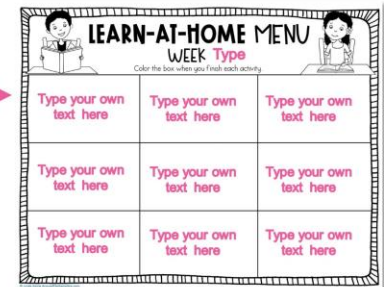 LEARN-AT-HOME MENU
WEEK Type
Color the box when you finish each activity
Type your own
text here
Type your own
text here
Type your own
text here
Type your own
text here
Type your own
text here
Type your own
text here
Type your own
text here
Type your own
text here
Type your own
text here